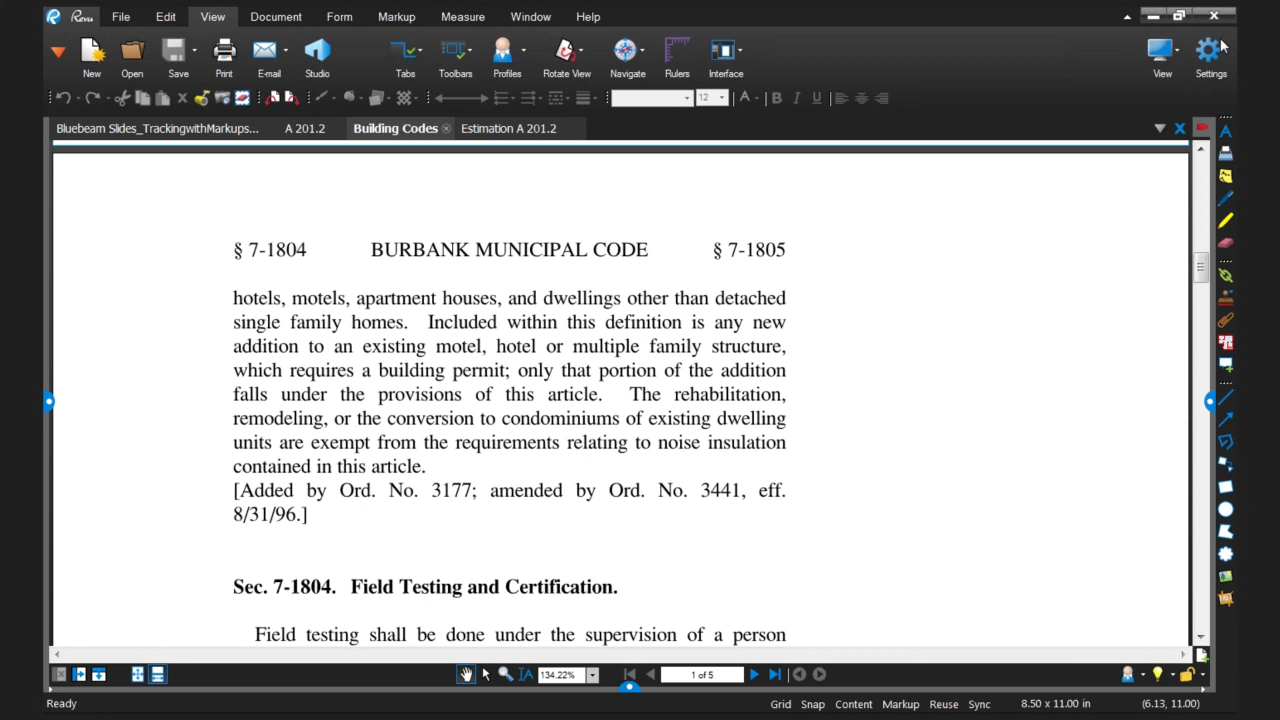 Revu File Edit View Document Form Markup Measure Window Help
New Open Save Print E-mail Studio Tabs Toolbars Profiles Rotate View Navigate Rulers Interface View Settings
12 A B I U
Bluebeam Slides_TrackingwithMarkups... A 201.2 Building Codes Estimation A 201.2
§ 7-1804 BURBANK MUNICIPAL CODE § 7-1805
hotels, motels, apartment houses, and dwellings other than detached
single family homes. Included within this definition is any new
addition to an existing motel, hotel or multiple family structure,
which requires a building permit; only that portion of the addition
falls under the provisions of this article. The rehabilitation,
remodeling, or the conversion to condominiums of existing dwelling
units are exempt from the requirements relating to noise insulation
contained in this article.
[Added by Ord. No. 3177; amended by Ord. No. 3441, eff.
8/31/96.]
Sec. 7-1804. Field Testing and Certification.
Field testing shall be done under the supervision of a person
134.22% 1 of 5
Ready Grid Snap Content Markup Reuse Sync 8.50 x 11.00 in (6.13, 11.00)